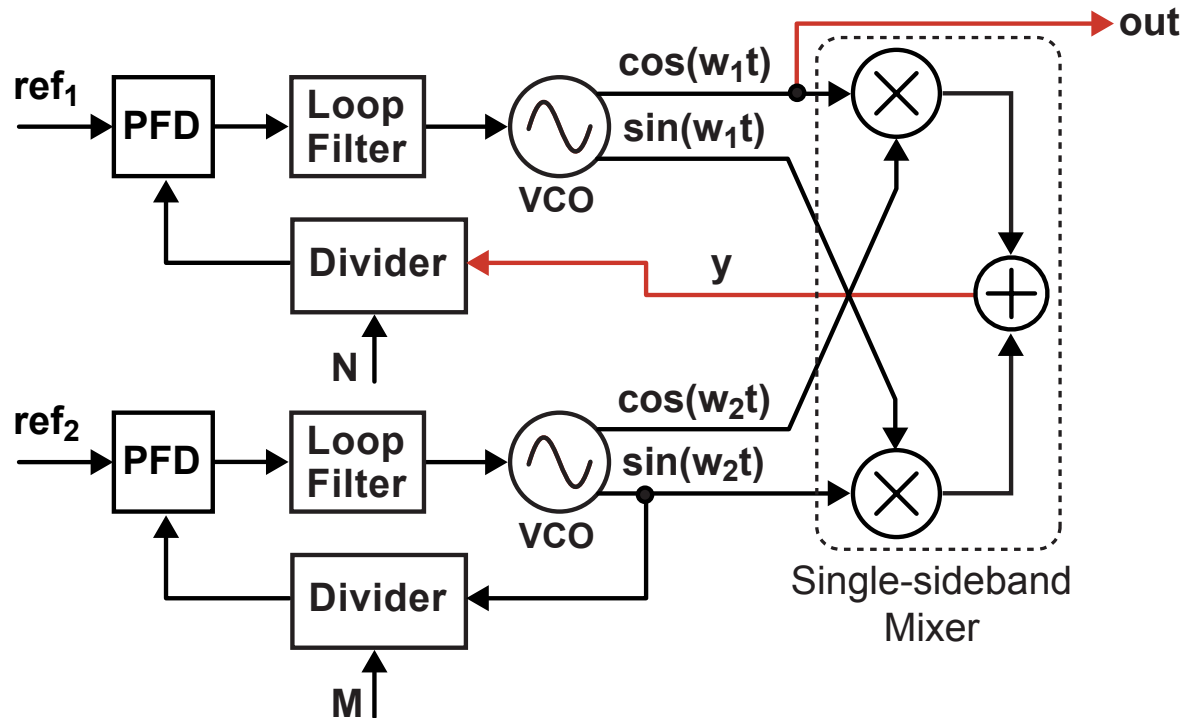 out
cos(w₁t)
ref₁
PFD
Loop
Filter
sin(w₁t)
VCO
Divider
y
N
cos(w₂t)
ref₂
PFD
Loop
Filter
sin(w₂t)
VCO
Divider
Single-sideband
Mixer
M